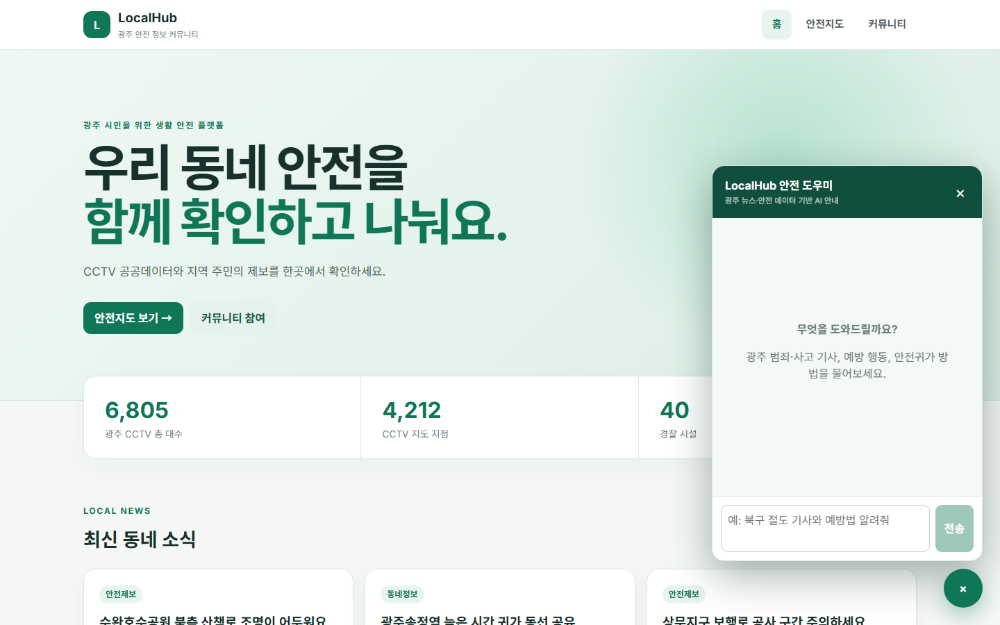 L
LocalHub
광주 안전 정보 커뮤니티
홈
안전지도
커뮤니티
광주 시민을 위한 생활 안전 플랫폼
우리 동네 안전을
함께 확인하고 나눠요.
CCTV 공공데이터와 지역 주민의 제보를 한곳에서 확인하세요.
안전지도 보기 →
커뮤니티 참여
6,805
광주 CCTV 총 대수
4,212
CCTV 지도 지점
40
경찰 시설
LOCAL NEWS
최신 동네 소식
안전제보
수완호수공원 북측 산책로 조명이 어두워요
동네정보
광주송정역 늦은 시간 귀가 동선 공유
안전제보
상무지구 보행로 공사 구간 주의하세요
LocalHub 안전 도우미
광주 뉴스·안전 데이터 기반 AI 안내
×
무엇을 도와드릴까요?
광주 범죄·사고 기사, 예방 행동, 안전귀가 방
법을 물어보세요.
예: 북구 절도 기사와 예방법 알려줘
전송
×